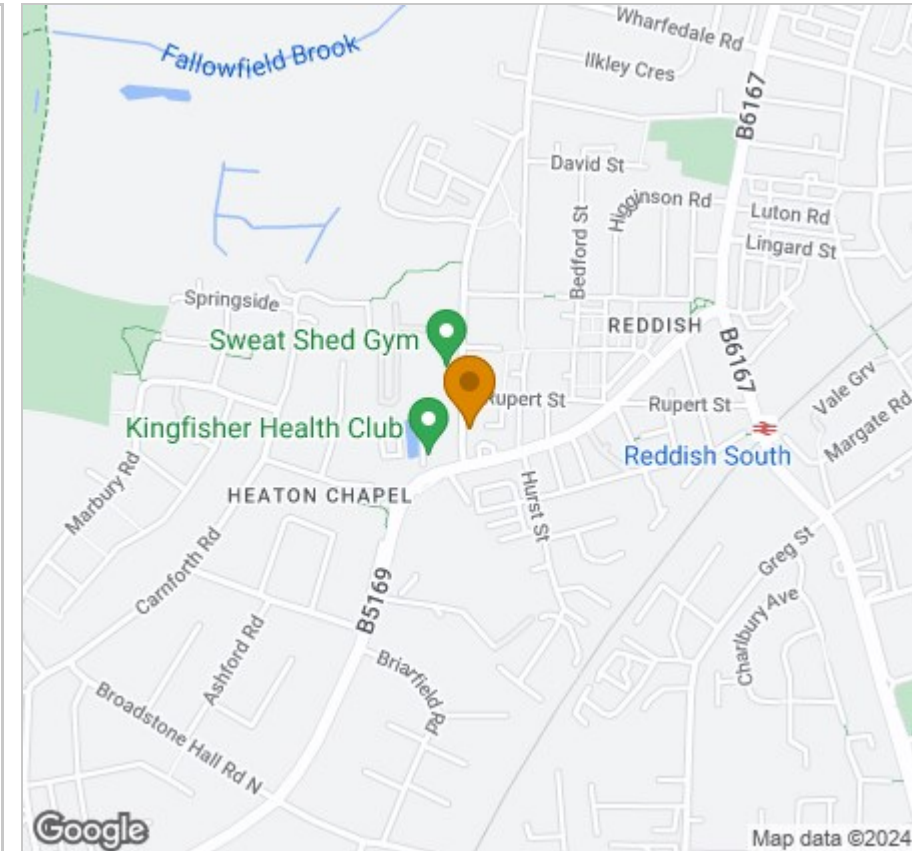 Wharfedale Rd
Fallowfield Brook
Ilkley Cres
B6167
David St
Higginson Rd
Luton Rd
Bedford St
Lingard St
Springside
REDDISH
Sweat Shed Gym
B6167
Vale Grv
Rupert St
Rupert St
Margate Rd
Kingfisher Health Club
Reddish South
Marbury Rd
HEATON CHAPEL
Hurst St
Carnforth Rd
Greg St
B5169
Charlbury Ave
Ashford Rd
Briarfield Rd
Broadstone Hall Rd N
Google
Map data ©2024